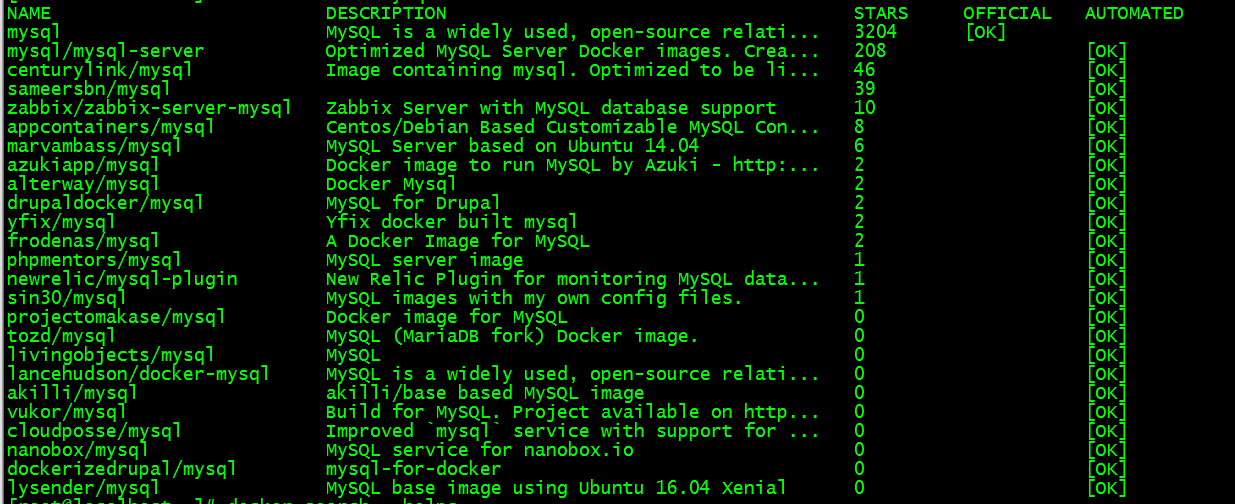 NAME DESCRIPTION STARS OFFICIAL AUTOMATED
mysql MySQL is a widely used, open-source relati... 3204 [OK]
mysql/mysql-server Optimized MySQL Server Docker images. Crea... 208 [OK]
centurylink/mysql Image containing mysql. Optimized to be li... 46 [OK]
sameersbn/mysql 39 [OK]
zabbix/zabbix-server-mysql Zabbix Server with MySQL database support 10 [OK]
appcontainers/mysql Centos/Debian Based Customizable MySQL Con... 8 [OK]
marvambass/mysql MySQL Server based on Ubuntu 14.04 6 [OK]
azukiapp/mysql Docker image to run MySQL by Azuki - http:... 2 [OK]
alterway/mysql Docker Mysql 2 [OK]
drupaldocker/mysql MySQL for Drupal 2 [OK]
yfix/mysql Yfix docker built mysql 2 [OK]
frodenas/mysql A Docker Image for MySQL 2 [OK]
phpmentors/mysql MySQL server image 1 [OK]
newrelic/mysql-plugin New Relic Plugin for monitoring MySQL data... 1 [OK]
sin30/mysql MySQL images with my own config files. 1 [OK]
projectomakase/mysql Docker image for MySQL 0 [OK]
tozd/mysql MySQL (MariaDB fork) Docker image. 0 [OK]
livingobjects/mysql MySQL 0 [OK]
lancehudson/docker-mysql MySQL is a widely used, open-source relati... 0 [OK]
akilli/mysql akilli/base based MySQL image 0 [OK]
vukor/mysql Build for MySQL. Project available on http... 0 [OK]
cloudposse/mysql Improved `mysql` service with support for ... 0 [OK]
nanobox/mysql MySQL service for nanobox.io 0 [OK]
dockerizedrupal/mysql mysql-for-docker 0 [OK]
lysender/mysql MySQL base image using Ubuntu 16.04 Xenial 0 [OK]